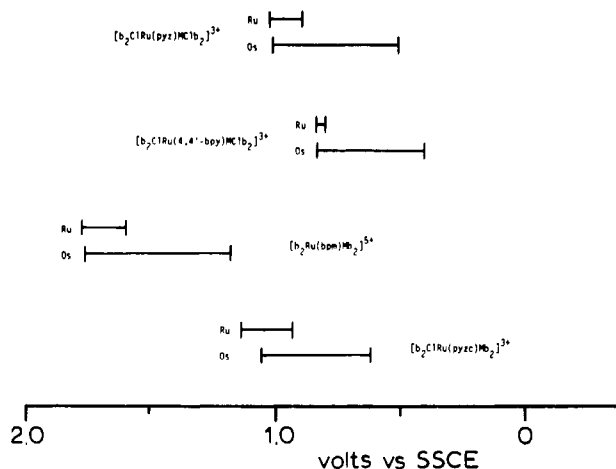 Ru
[b₂ClRu(pyz)MClb₂]³⁺
Os
Ru
[b₂ClRu(4,4'-bpy)MClb₂]³⁺
Os
Ru
Os
[b₂Ru(bpm)Mb₂]⁵⁺
Ru
Os
[b₂ClRu(pyzc)Mb₂]³⁺
2.0 1.0 0
volts vs SSCE